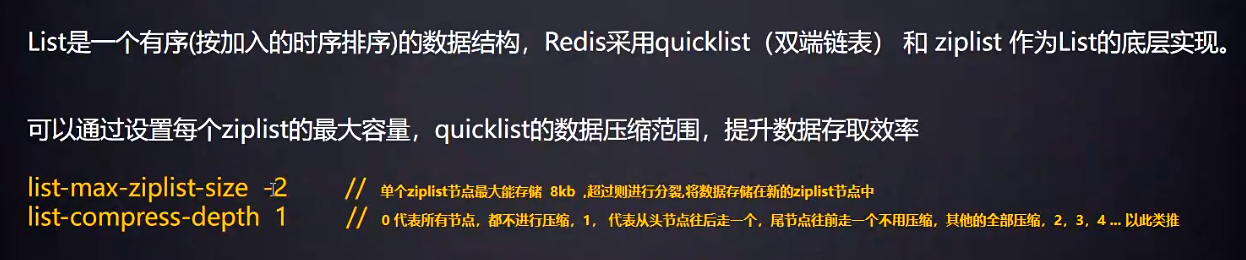 List是一个有序(按加入的时序排序)的数据结构，Redis采用quicklist（双端链表） 和 ziplist 作为List的底层实现。
可以通过设置每个ziplist的最大容量，quicklist的数据压缩范围，提升数据存取效率
list-max-ziplist-size -2 // 单个ziplist节点最大能存储 8kb ,超过则进行分裂,将数据存储在新的ziplist节点中
list-compress-depth 1 // 0 代表所有节点，都不进行压缩，1， 代表从头节点往后走一个，尾节点往前走一个不用压缩，其他的全部压缩，2，3，4 ... 以此类推